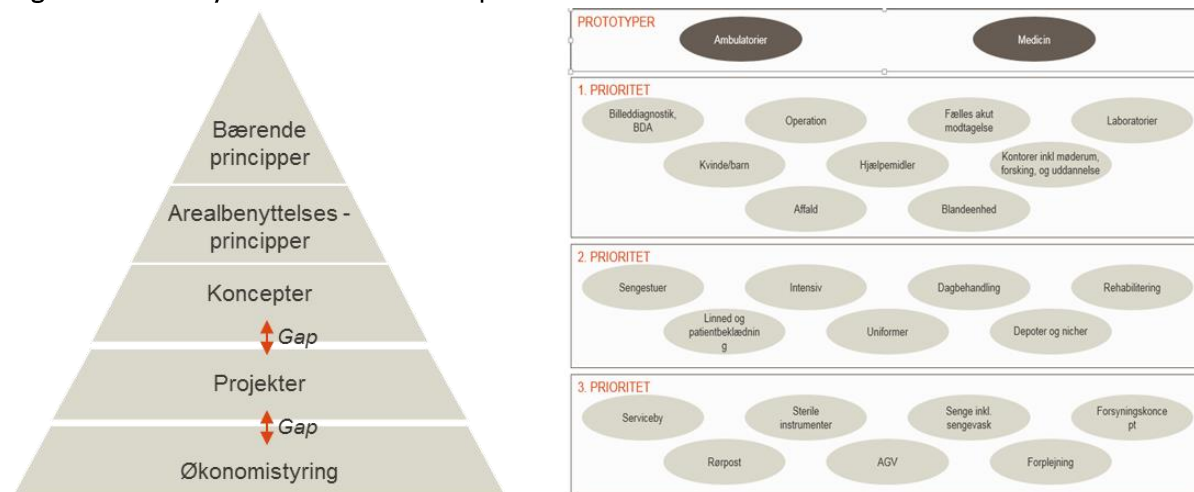 Bærende
principper
Arealbenyttelses -
principper
Koncepter
Gap
Projekter
Gap
Økonomistyring
PROTOTYPER
Ambulatorier
Medicin
1. PRIORITET
Billeddiagnostik,
BDA
Operation
Fælles akut
modtagelse
Laboratorier
Kvinde/barn
Hjælpemidler
Kontorer inkl møderum,
forsking, og uddannelse
Affald
Blandeenhed
2. PRIORITET
Sengestuer
Intensiv
Dagbehandling
Rehabilitering
Linned og
patientbeklædnin
g
Uniformer
Depoter og nicher
3. PRIORITET
Serviceby
Sterile
instrumenter
Senge inkl.
sengevask
Forsyningskonce
pt
Rørpost
AGV
Forplejning